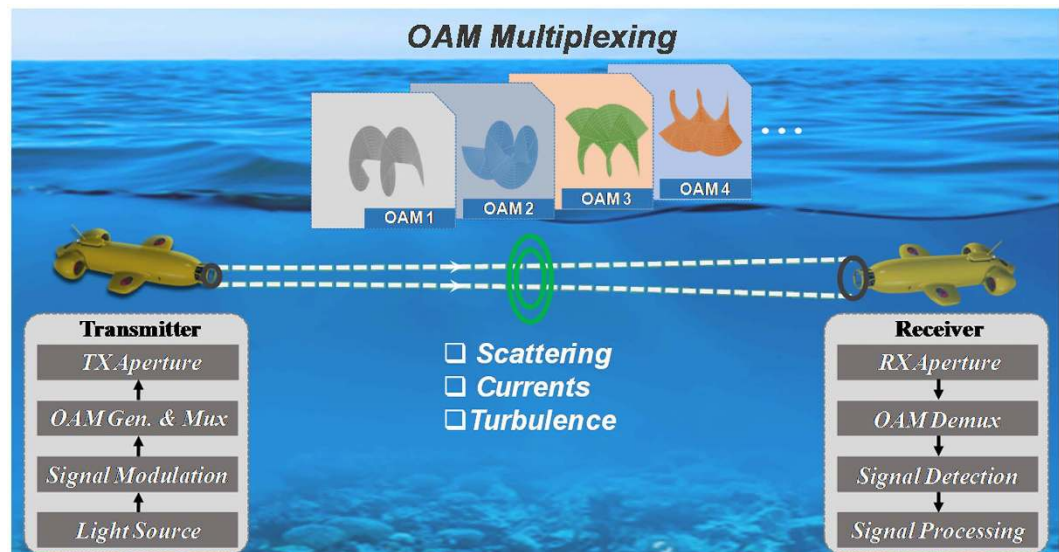 OAM Multiplexing
OAM 1
OAM 2
OAM 3
OAM 4
...
Transmitter
TX Aperture
OAM Gen. & Mux
Signal Modulation
Light Source
Scattering
Currents
Turbulence
Receiver
RX Aperture
OAM Demux
Signal Detection
Signal Processing